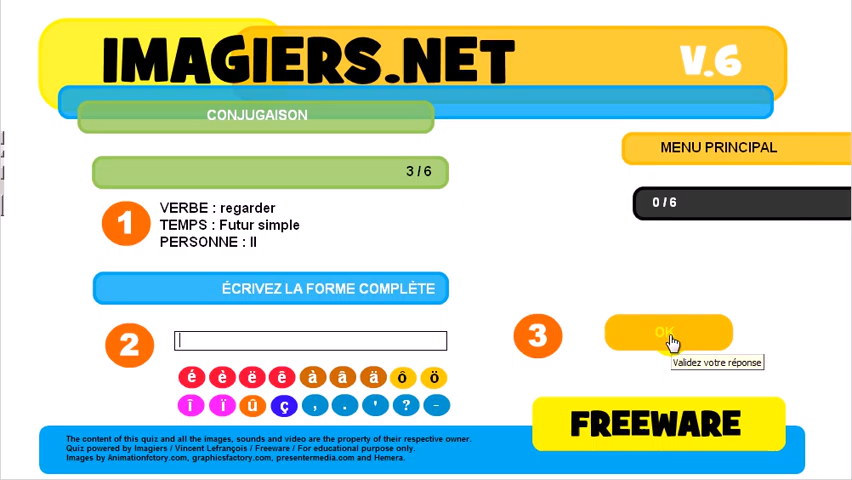 IMAGIERS.NET
V.6
CONJUGAISON
MENU PRINCIPAL
3 / 6
0 / 6
1
VERBE : regarder
TEMPS : Futur simple
PERSONNE : Il
ÉCRIVEZ LA FORME COMPLÈTE
2
3
OK
Validez votre réponse
é è ë ê à â ä ô ö
î ï û ç , . ' ? -
FREEWARE
The content of this quiz and all the images, sounds and video are the property of their respective owner.
Quiz powered by Imagiers / Vincent Lefrançois / Freeware / For educational purpose only.
Images by Animationfctory.com, graphicsfactory.com, presentermedia.com and Hemera.